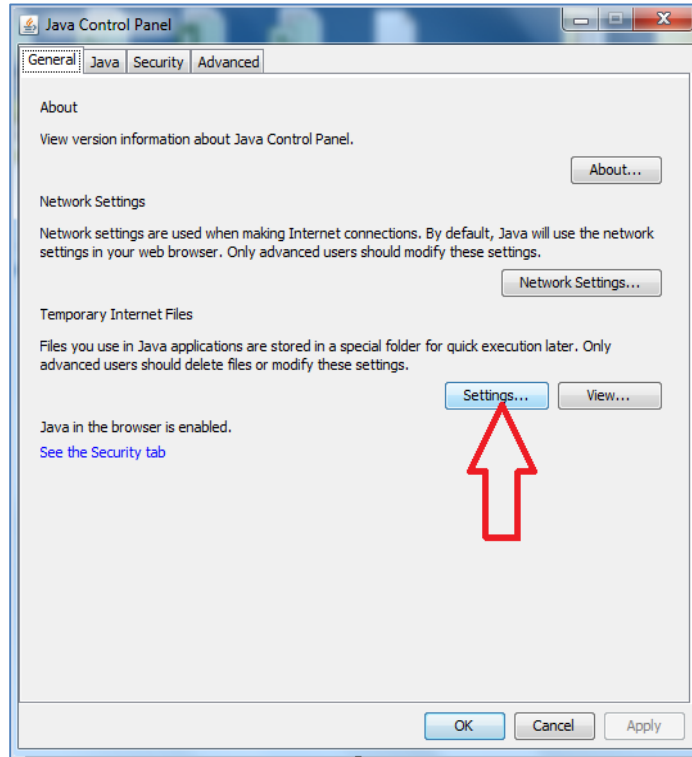 Java Control Panel
General Java Security Advanced
About
View version information about Java Control Panel.
About...
Network Settings
Network settings are used when making Internet connections. By default, Java will use the network
settings in your web browser. Only advanced users should modify these settings.
Network Settings...
Temporary Internet Files
Files you use in Java applications are stored in a special folder for quick execution later. Only
advanced users should delete files or modify these settings.
Settings... View...
Java in the browser is enabled.
See the Security tab
OK Cancel Apply